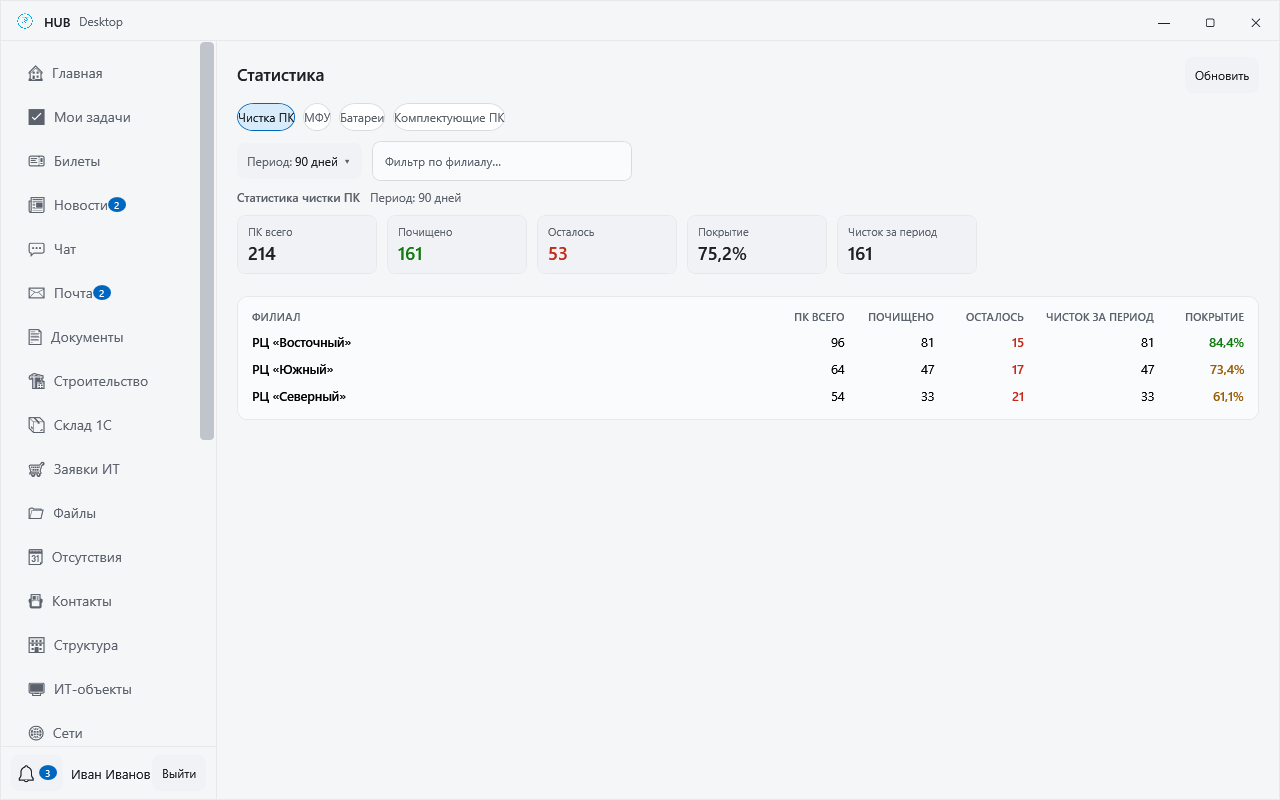 HUB Desktop
Главная
Мои задачи
Билеты
Новости 2
Чат
Почта 2
Документы
Строительство
Склад 1С
Заявки ИТ
Файлы
31 Отсутствия
Контакты
Структура
ИТ-объекты
Сети
3 Иван Иванов Выйти
Статистика Обновить
Чистка ПК МФУ Батареи Комплектующие ПК
Период: 90 дней Фильтр по филиалу...
Статистика чистки ПК Период: 90 дней
ПК всего Почищено Осталось Покрытие Чисток за период
214 161 53 75,2% 161
ФИЛИАЛ ПК ВСЕГО ПОЧИЩЕНО ОСТАЛОСЬ ЧИСТОК ЗА ПЕРИОД ПОКРЫТИЕ
РЦ «Восточный» 96 81 15 81 84,4%
РЦ «Южный» 64 47 17 47 73,4%
РЦ «Северный» 54 33 21 33 61,1%